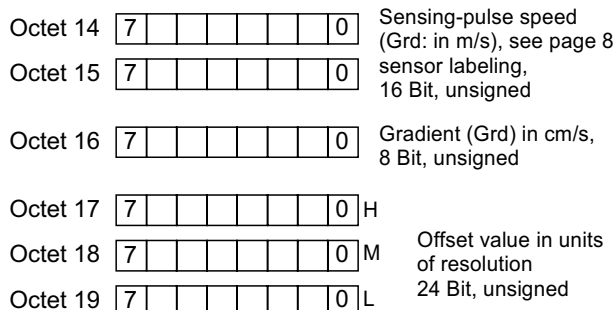 Octet 14 7 0 Sensing-pulse speed
(Grd: in m/s), see page 8
Octet 15 7 0 sensor labeling,
16 Bit, unsigned
Octet 16 7 0 Gradient (Grd) in cm/s,
8 Bit, unsigned
Octet 17 7 0 H
Octet 18 7 0 M Offset value in units
of resolution
Octet 19 7 0 L 24 Bit, unsigned